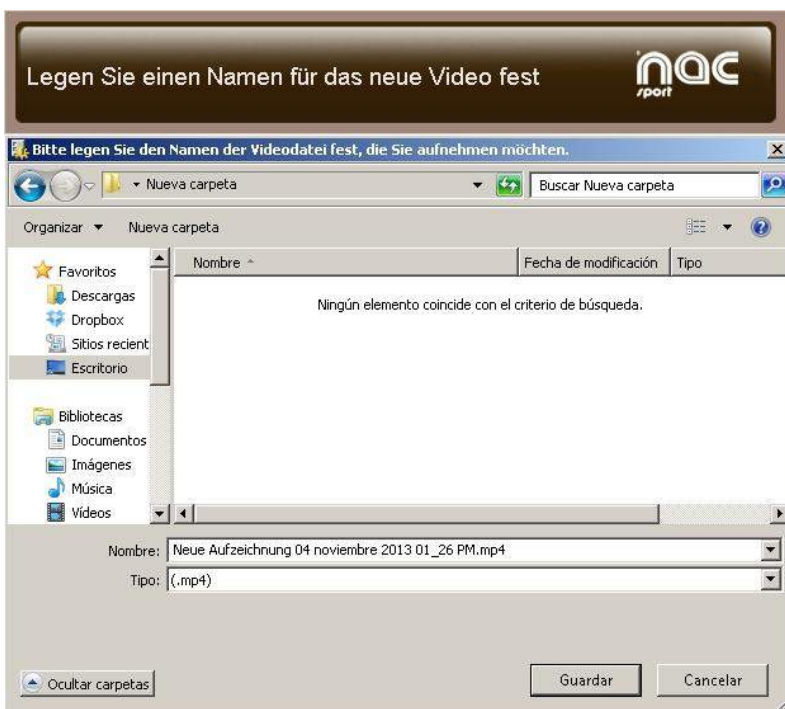 Legen Sie einen Namen für das neue Video fest
nac
sport
Bitte legen Sie den Namen der Videodatei fest, die Sie aufnehmen möchten.
Nueva carpeta
Buscar Nueva carpeta
Organizar
Nueva carpeta
Nombre
Fecha de modificación
Tipo
Favoritos
Descargas
Dropbox
Sitios recient
Escritorio
Bibliotecas
Documentos
Imágenes
Música
Vídeos
Ningún elemento coincide con el criterio de búsqueda.
Nombre: Neue Aufzeichnung 04 noviembre 2013 01_26 PM.mp4
Tipo: (.mp4)
Ocultar carpetas
Guardar
Cancelar